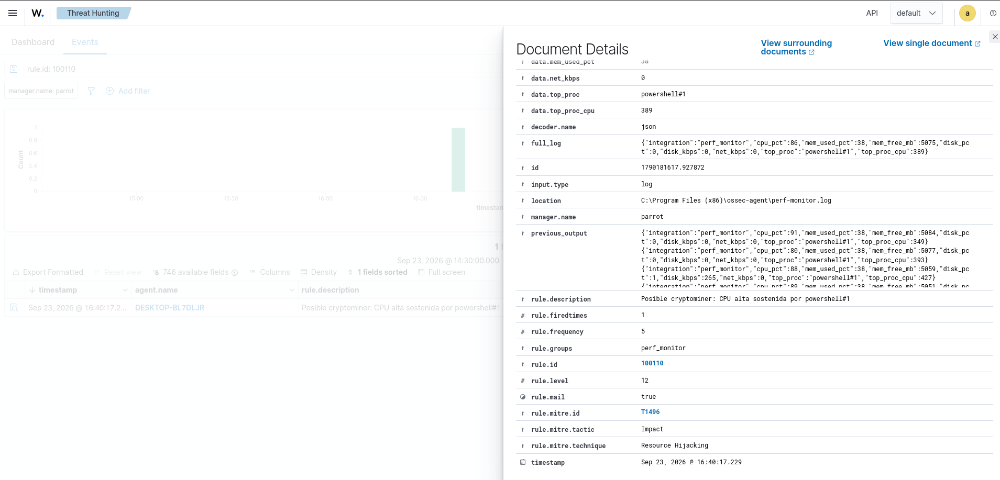 W.
Threat Hunting
API
default
a
Dashboard
Events
rule.id: 100110
manager.name: parrot
Add filter
Count
1
0.8
0.6
0.4
0.2
0
15:00
15:30
16:00
16:30
timestam
1 h
Sep 23, 2026 @ 14:30:00.000 -
Export Formatted
Reset view
746 available fields
Columns
Density
1 fields sorted
Full screen
timestamp
agent.name
rule.description
Sep 23, 2026 @ 16:40:17.2...
DESKTOP-BL7DLJR
Posible cryptominer: CPU alta sostenida por powershell#1
Document Details
View surrounding
documents
View single document
data.mem_used_pct 38
data.net_kbps 0
data.top_proc powershell#1
data.top_proc_cpu 389
decoder.name json
full_log {"integration":"perf_monitor","cpu_pct":86,"mem_used_pct":38,"mem_free_mb":5075,"disk_pc
t":0,"disk_kbps":0,"net_kbps":0,"top_proc":"powershell#1","top_proc_cpu":389}
id 1790181617.927872
input.type log
location C:\Program Files (x86)\ossec-agent\perf-monitor.log
manager.name parrot
previous_output {"integration":"perf_monitor","cpu_pct":91,"mem_used_pct":38,"mem_free_mb":5084,"disk_pc
t":0,"disk_kbps":0,"net_kbps":0,"top_proc":"powershell#1","top_proc_cpu":349}
{"integration":"perf_monitor","cpu_pct":80,"mem_used_pct":38,"mem_free_mb":5077,"disk_pc
t":0,"disk_kbps":0,"net_kbps":0,"top_proc":"powershell#1","top_proc_cpu":393}
{"integration":"perf_monitor","cpu_pct":88,"mem_used_pct":38,"mem_free_mb":5059,"disk_pc
t":1,"disk_kbps":265,"net_kbps":0,"top_proc":"powershell#1","top_proc_cpu":427}
{"integration":"perf_monitor","cpu_pct":89,"mem_used_pct":38,"mem_free_mb":5051,"disk_pc
rule.description Posible cryptominer: CPU alta sostenida por powershell#1
rule.firedtimes 1
rule.frequency 5
rule.groups perf_monitor
rule.id 100110
rule.level 12
rule.mail true
rule.mitre.id T1496
rule.mitre.tactic Impact
rule.mitre.technique Resource Hijacking
timestamp Sep 23, 2026 @ 16:40:17.229